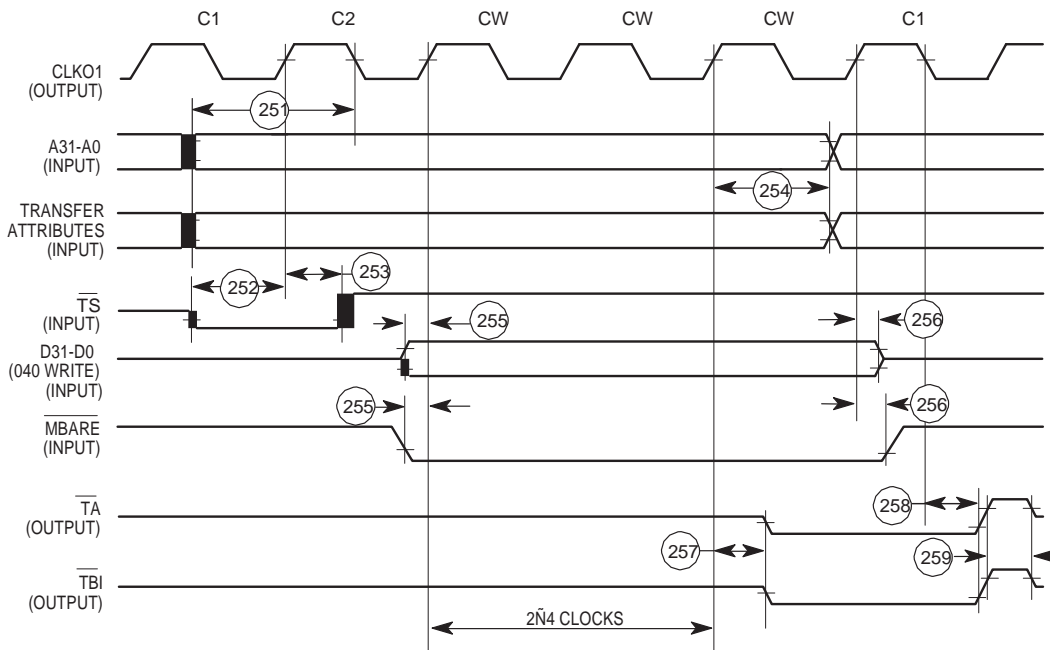 C1 C2 CW CW CW C1
CLKO1
(OUTPUT)
251
A31-A0
(INPUT)
254
TRANSFER
ATTRIBUTES
(INPUT)
252 253
TS
(INPUT)
255 256
D31-D0
(040 WRITE)
(INPUT)
255 256
MBARE
(INPUT)
TA
(OUTPUT)
258
257 259
TBI
(OUTPUT)
2Ñ4 CLOCKS